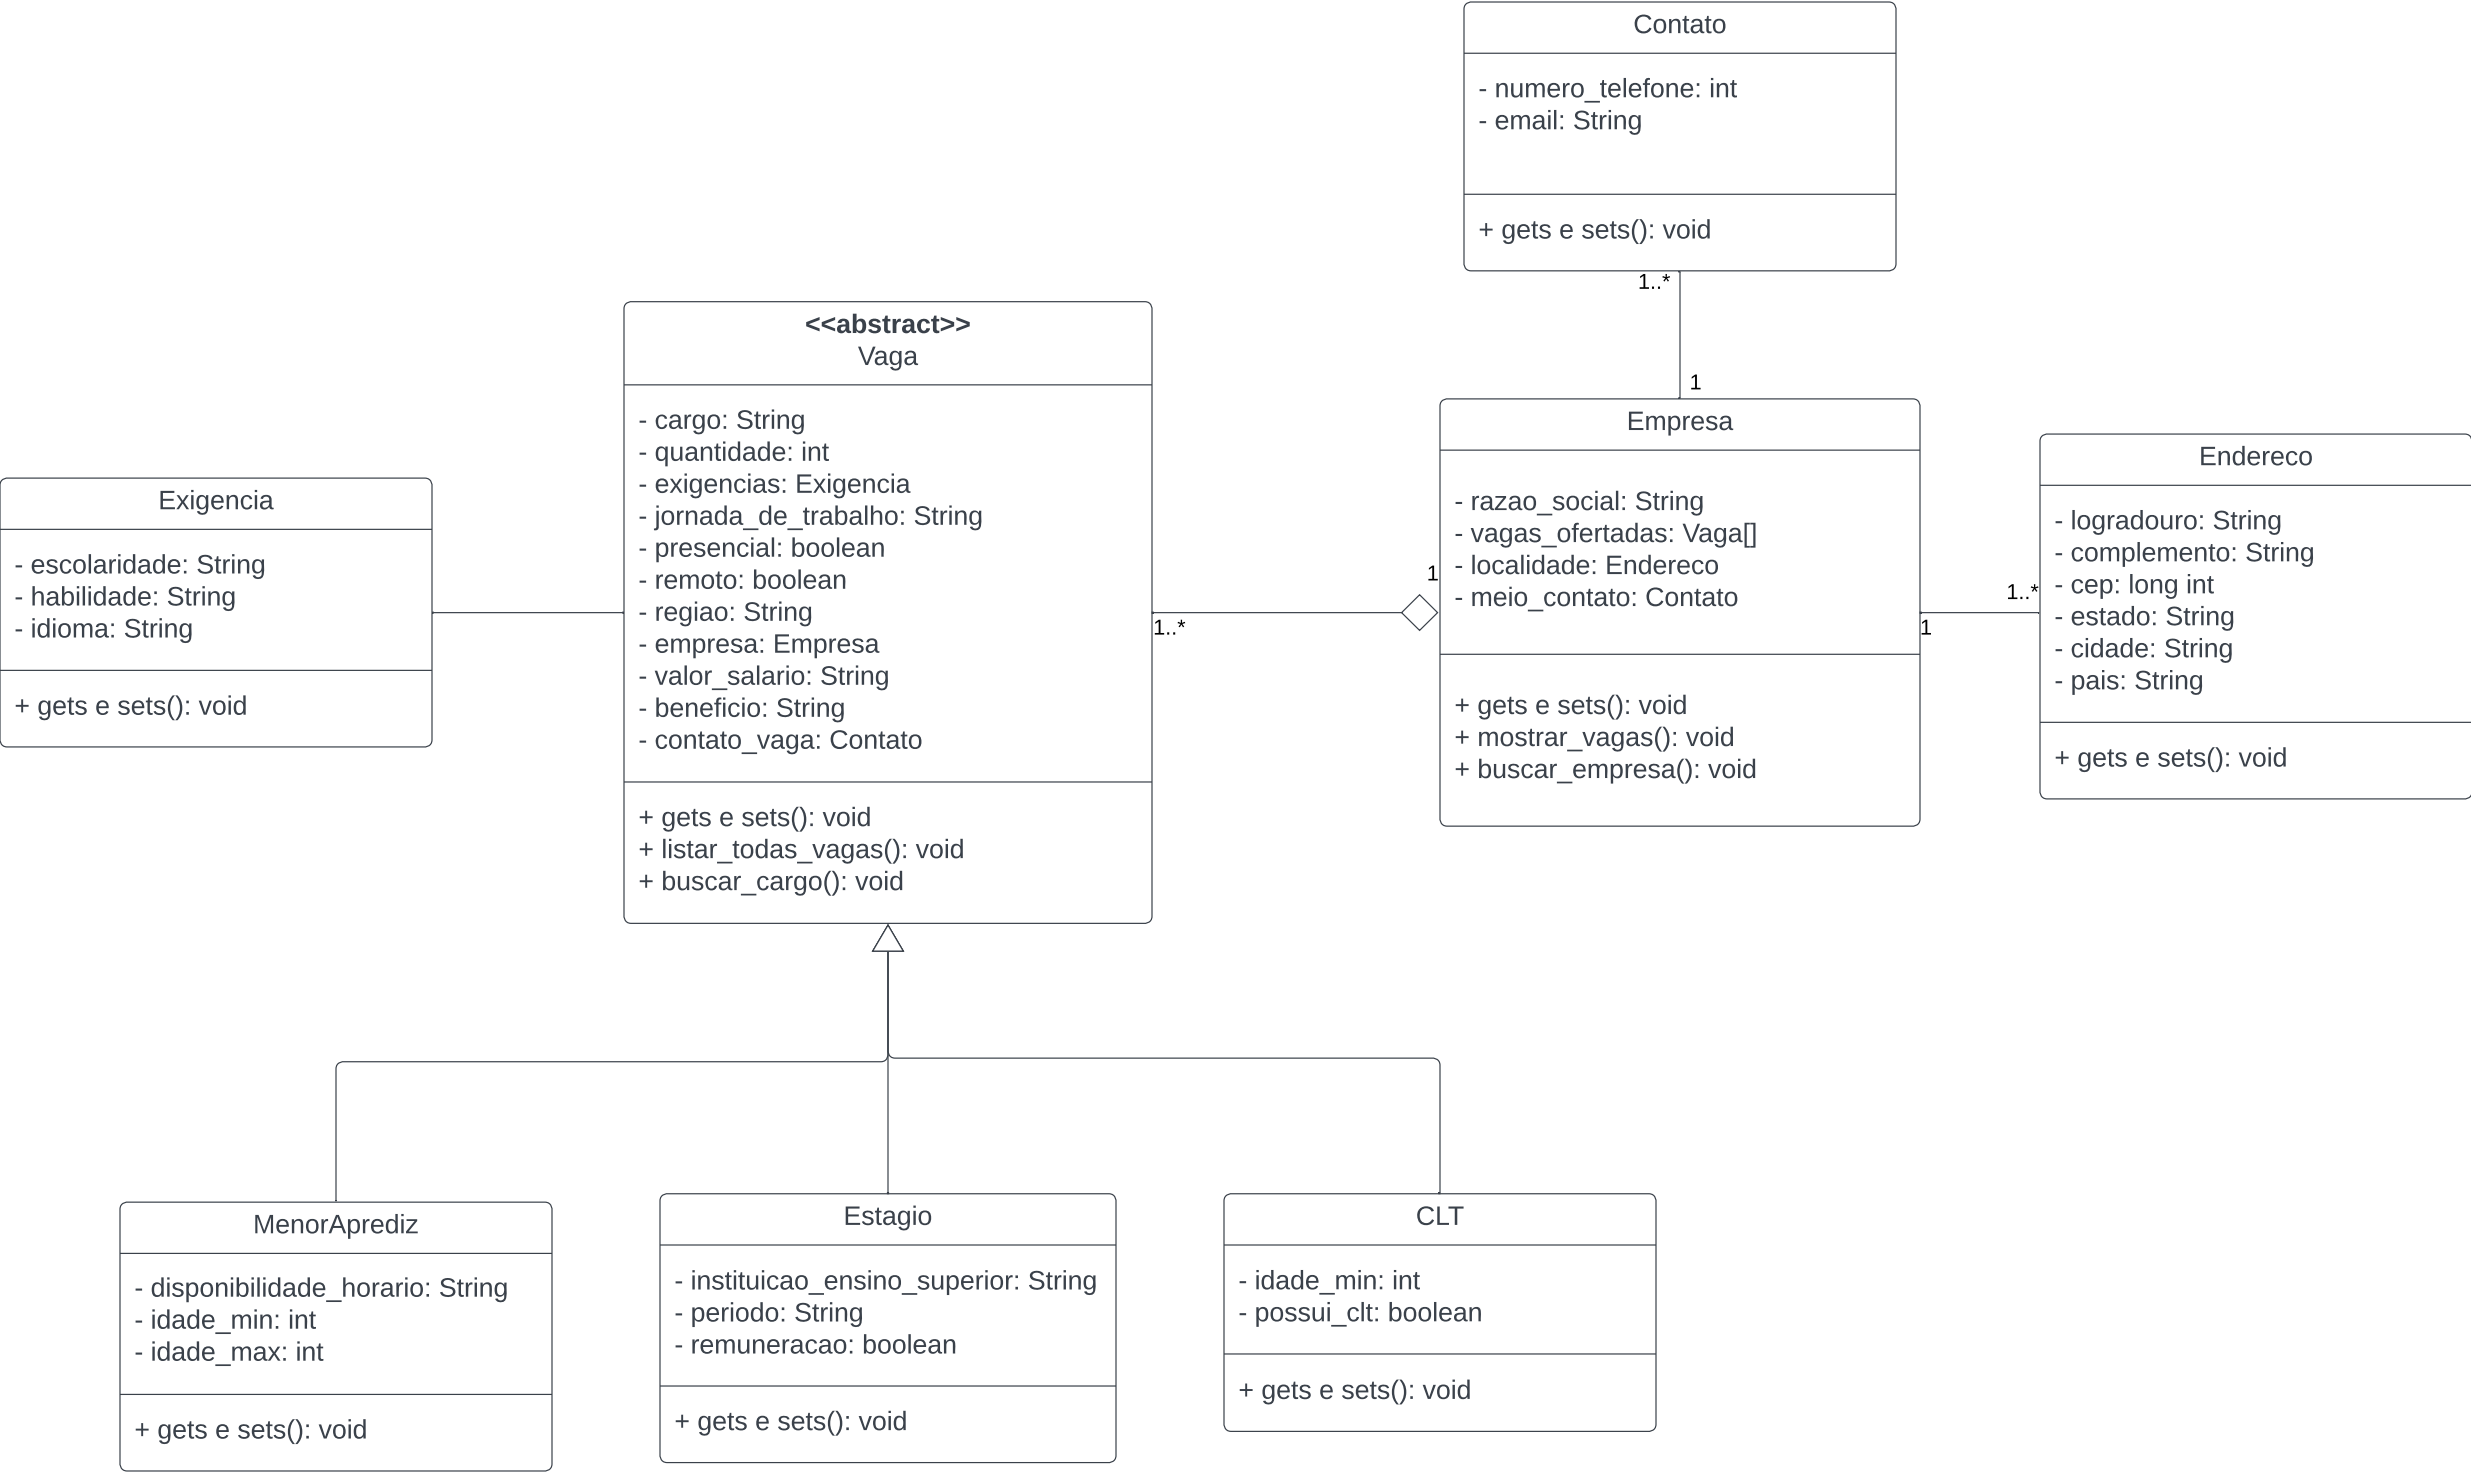 Contato
- numero_telefone: int
- email: String
+ gets e sets(): void
1..*
1
<<abstract>>
Vaga
- cargo: String
- quantidade: int
- exigencias: Exigencia
- jornada_de_trabalho: String
- presencial: boolean
- remoto: boolean
- regiao: String
- empresa: Empresa
- valor_salario: String
- beneficio: String
- contato_vaga: Contato
+ gets e sets(): void
+ listar_todas_vagas(): void
+ buscar_cargo(): void
Exigencia
- escolaridade: String
- habilidade: String
- idioma: String
+ gets e sets(): void
1..*
1
Empresa
- razao_social: String
- vagas_ofertadas: Vaga[]
- localidade: Endereco
- meio_contato: Contato
+ gets e sets(): void
+ mostrar_vagas(): void
+ buscar_empresa(): void
1
1..*
Endereco
- logradouro: String
- complemento: String
- cep: long int
- estado: String
- cidade: String
- pais: String
+ gets e sets(): void
MenorAprediz
- disponibilidade_horario: String
- idade_min: int
- idade_max: int
+ gets e sets(): void
Estagio
- instituicao_ensino_superior: String
- periodo: String
- remuneracao: boolean
+ gets e sets(): void
CLT
- idade_min: int
- possui_clt: boolean
+ gets e sets(): void